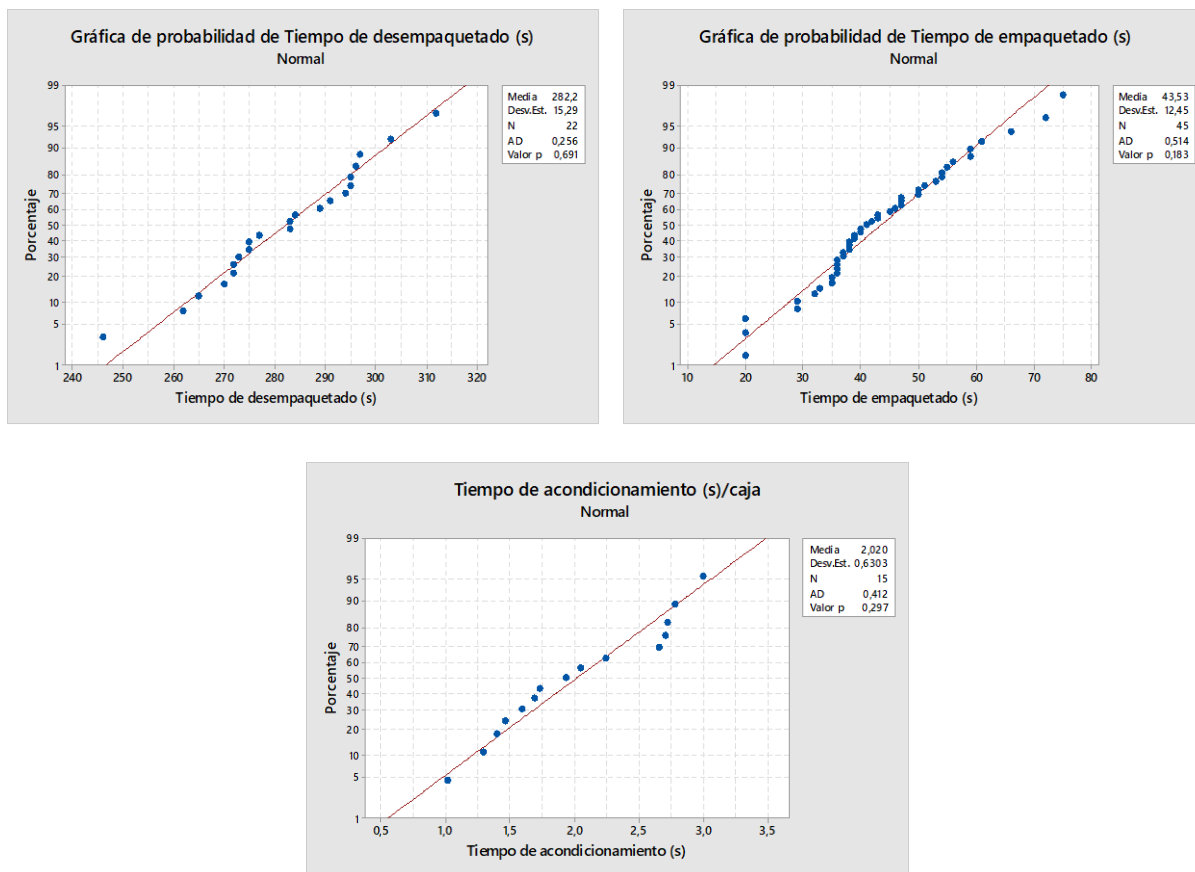 Gráfica de probabilidad de Tiempo de desempaquetado (s)
Normal
Media 282,2
Desv.Est. 15,29
N 22
AD 0,256
Valor p 0,691
Porcentaje
99
95
90
80
70
60
50
40
30
20
10
5
1
240 250 260 270 280 290 300 310 320
Tiempo de desempaquetado (s)
Gráfica de probabilidad de Tiempo de empaquetado (s)
Normal
Media 43,53
Desv.Est. 12,45
N 45
AD 0,514
Valor p 0,183
Porcentaje
99
95
90
80
70
60
50
40
30
20
10
5
1
10 20 30 40 50 60 70 80
Tiempo de empaquetado (s)
Tiempo de acondicionamiento (s)/caja
Normal
Media 2,020
Desv.Est. 0,6303
N 15
AD 0,412
Valor p 0,297
Porcentaje
99
95
90
80
70
60
50
40
30
20
10
5
1
0,5 1,0 1,5 2,0 2,5 3,0 3,5
Tiempo de acondicionamiento (s)